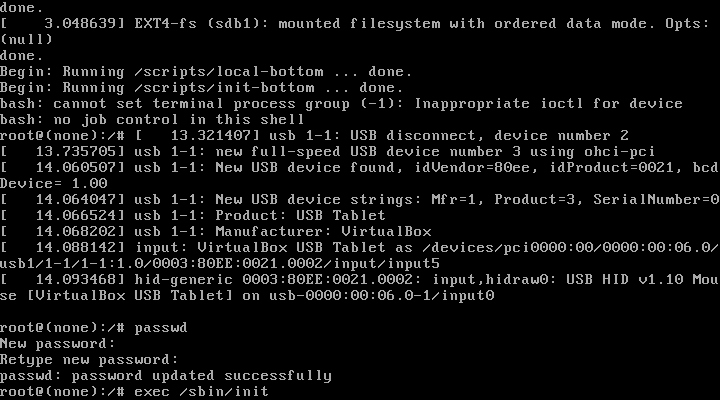 done.
[    3.048639] EXT4-fs (sdb1): mounted filesystem with ordered data mode. Opts:
(null)
done.
Begin: Running /scripts/local-bottom ... done.
Begin: Running /scripts/init-bottom ... done.
bash: cannot set terminal process group (-1): Inappropriate ioctl for device
bash: no job control in this shell
root@(none):/# [   13.321407] usb 1-1: USB disconnect, device number 2
[   13.735705] usb 1-1: new full-speed USB device number 3 using ohci-pci
[   14.060507] usb 1-1: New USB device found, idVendor=80ee, idProduct=0021, bcd
Device= 1.00
[   14.064047] usb 1-1: New USB device strings: Mfr=1, Product=3, SerialNumber=0
[   14.066524] usb 1-1: Product: USB Tablet
[   14.068202] usb 1-1: Manufacturer: VirtualBox
[   14.088142] input: VirtualBox USB Tablet as /devices/pci0000:00/0000:00:06.0/
usb1/1-1/1-1:1.0/0003:80EE:0021.0002/input/input5
[   14.093468] hid-generic 0003:80EE:0021.0002: input,hidraw0: USB HID v1.10 Mou
se [VirtualBox USB Tablet] on usb-0000:00:06.0-1/input0
root@(none):/# passwd
New password:
Retype new password:
passwd: password updated successfully
root@(none):/# exec /sbin/init